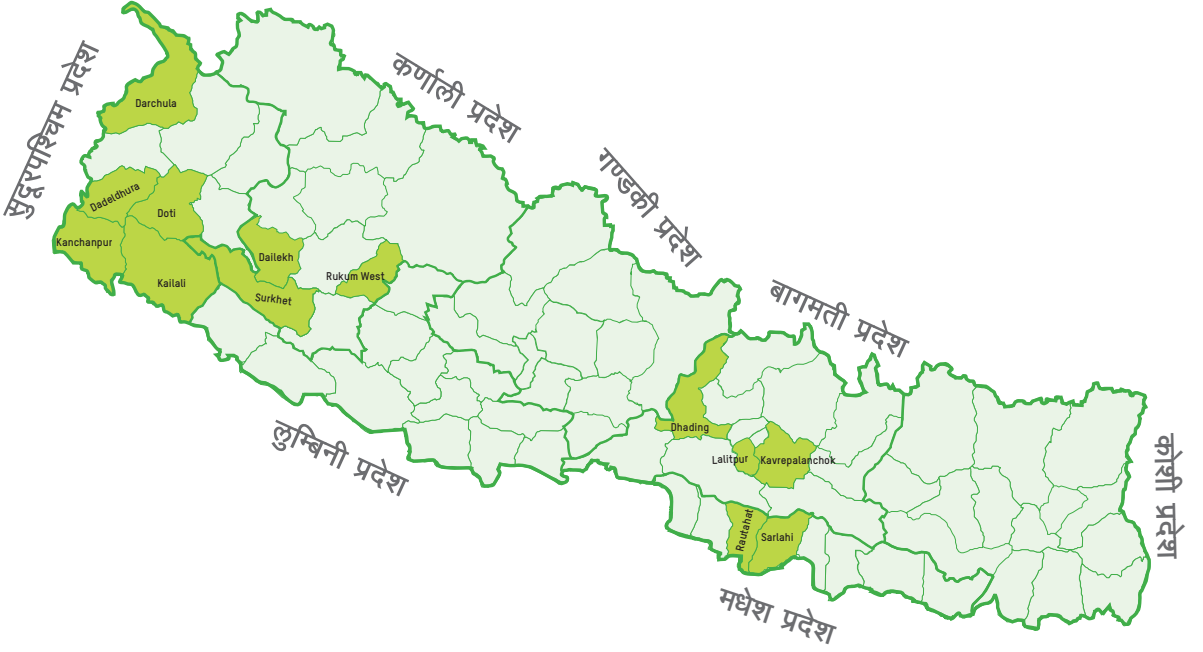 सुदूरपश्चिम प्रदेश
कर्णाली प्रदेश
गण्डकी प्रदेश
बागमती प्रदेश
कोशी प्रदेश
लुम्बिनी प्रदेश
मधेश प्रदेश
Darchula
Dadeldhura
Doti
Kanchanpur
Kailali
Dailekh
Rukum West
Surkhet
Dhading
Lalitpur
Kavrepalanchok
Rautahat
Sarlahi